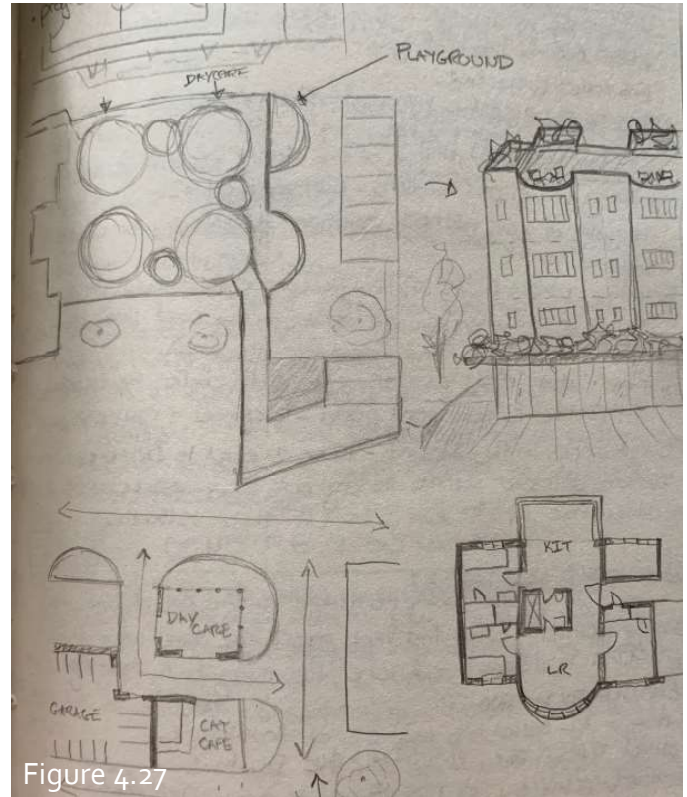 PLAYGROUND
DAYCARE
KIT
LR
DAY
CARE
GARAGE
CAT
CAFE
Figure 4.27